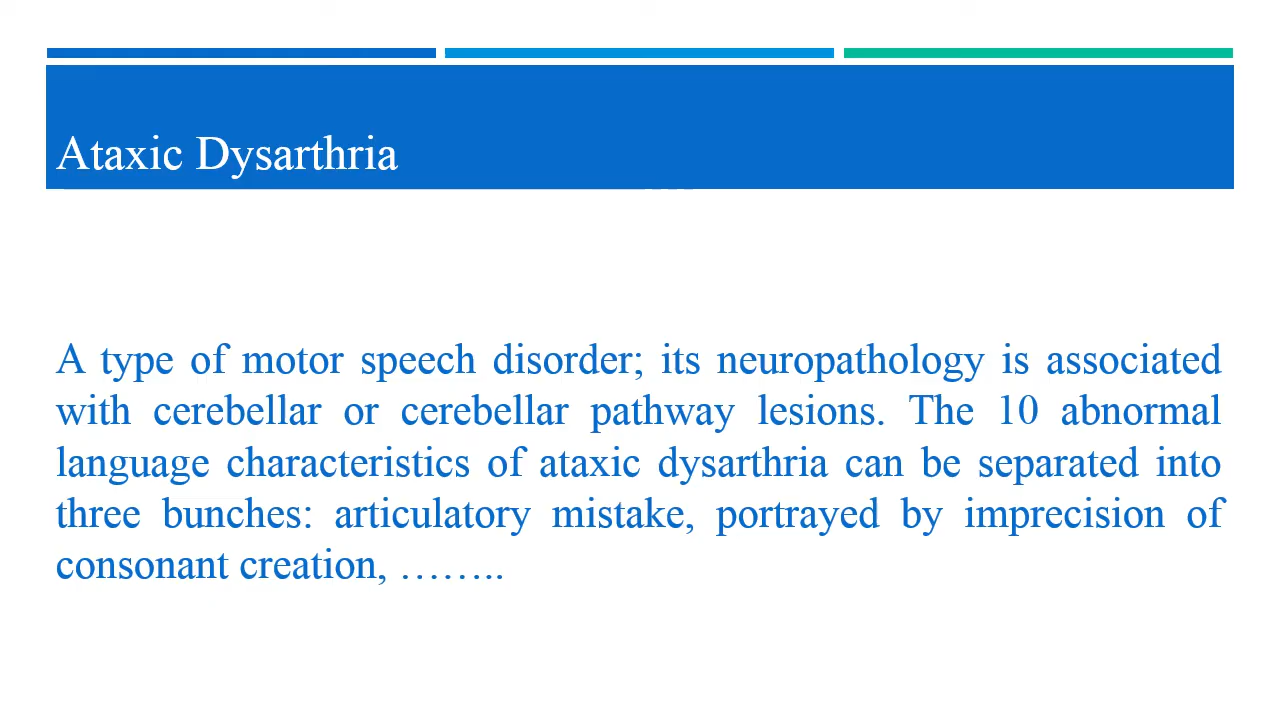 Ataxic Dysarthria
A type of motor speech disorder; its neuropathology is associated
with cerebellar or cerebellar pathway lesions. The 10 abnormal
language characteristics of ataxic dysarthria can be separated into
three bunches: articulatory mistake, portrayed by imprecision of
consonant creation, ……..